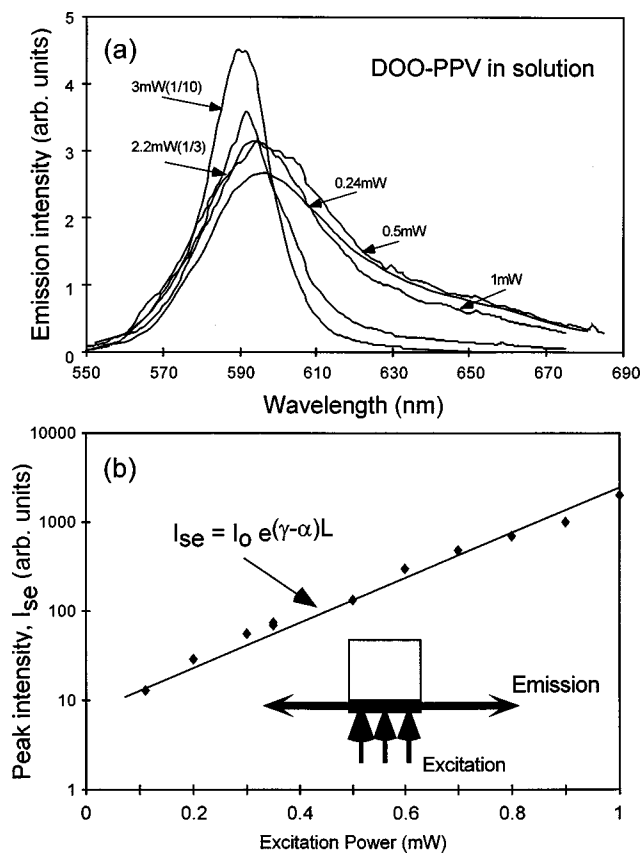 (a)
DOO-PPV in solution
3mW(1/10)
2.2mW(1/3)
0.24mW
0.5mW
1mW
Emission intensity (arb. units)
5
4
3
2
1
0
550 570 590 610 630 650 670 690
Wavelength (nm)
(b)
Ise = Io e(γ-α)L
Peak intensity, Ise (arb. units)
10000
1000
100
10
1
Emission
Excitation
0 0.2 0.4 0.6 0.8 1
Excitation Power (mW)